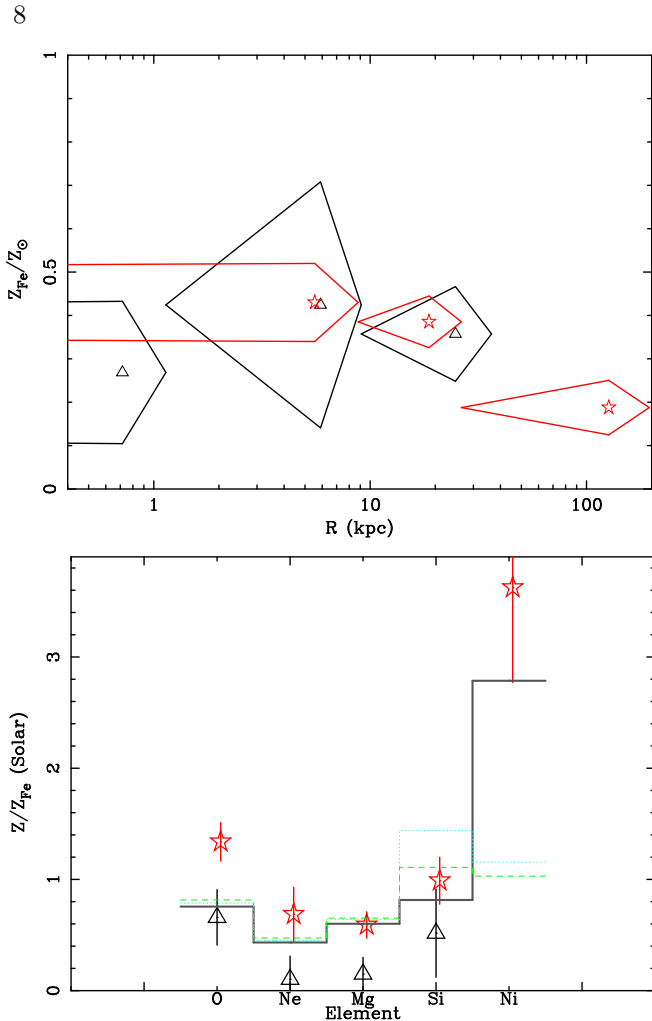 8
1
0.5
0
Z_Fe/Z_⊙
1 10 100
R (kpc)
3
2
1
0
Z/Z_Fe (Solar)
O Ne Mg Si Ni
Element